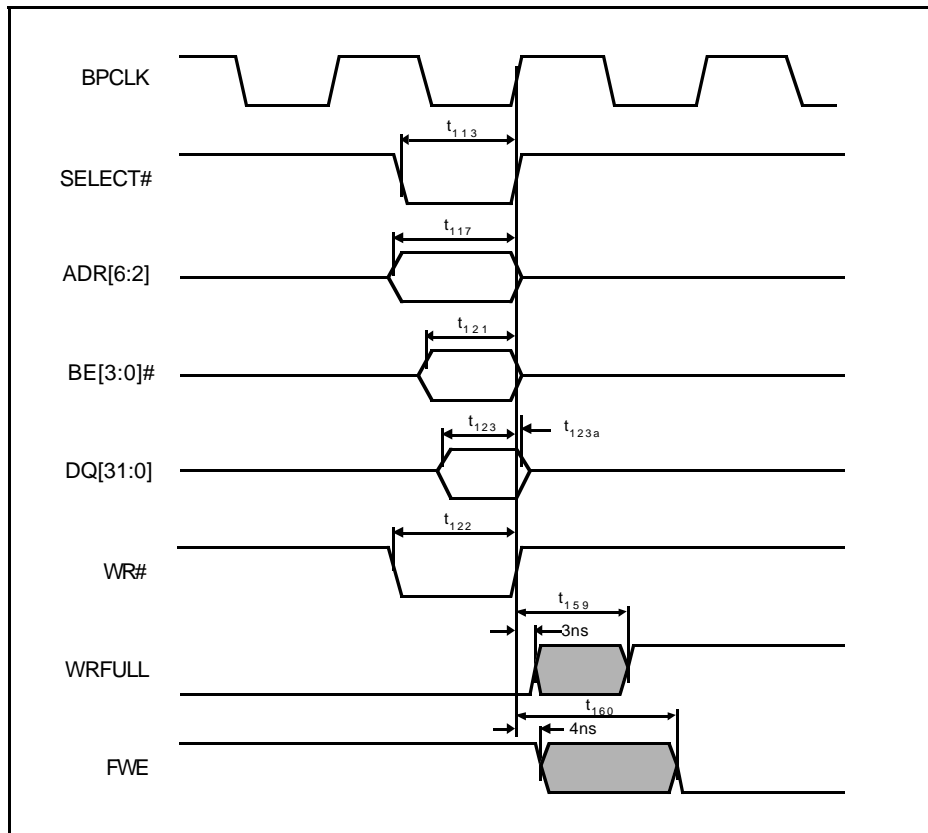 BPCLK
t113
SELECT#
t117
ADR[6:2]
t121
BE[3:0]#
t123
t123a
DQ[31:0]
t122
WR#
t159
3ns
WRFULL
t160
4ns
FWE